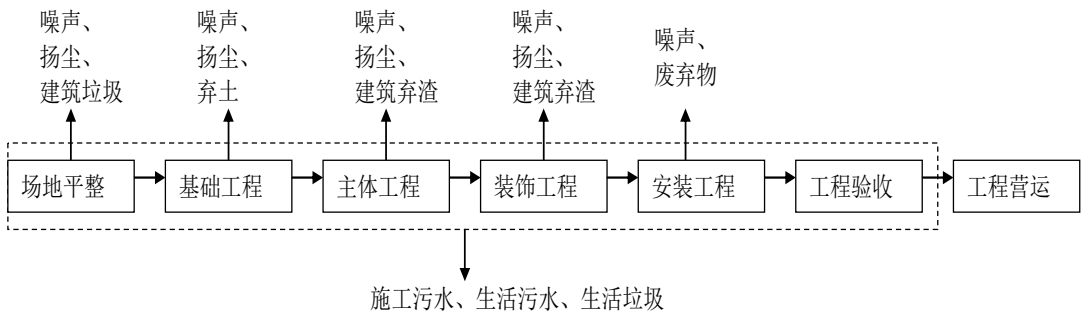 噪声、
扬尘、
建筑垃圾
噪声、
扬尘、
弃土
噪声、
扬尘、
建筑弃渣
噪声、
扬尘、
建筑弃渣
噪声、
废弃物
场地平整
基础工程
主体工程
装饰工程
安装工程
工程验收
工程营运
施工污水、生活污水、生活垃圾